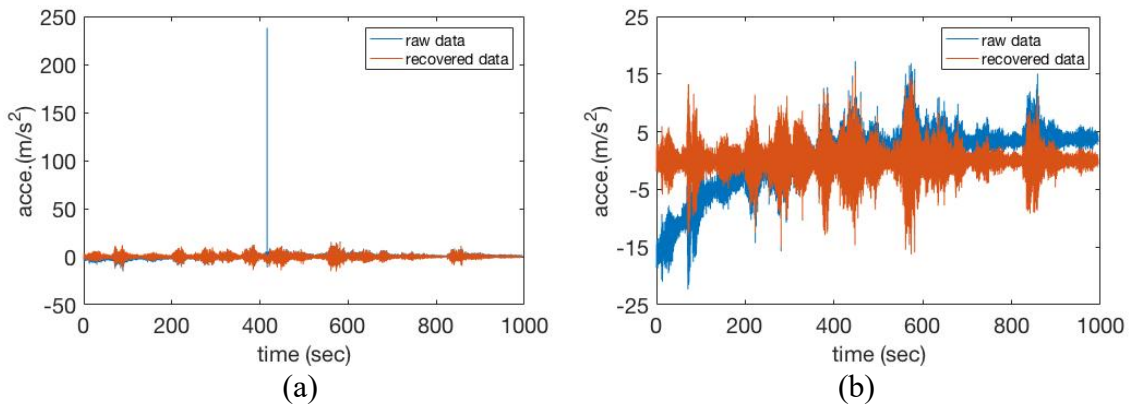 250
200
150
100
50
0
-50
acce.(m/s²)
0 200 400 600 800 1000
time (sec)
raw data
recovered data
(a)
25
15
5
-5
-15
-25
acce.(m/s²)
0 200 400 600 800 1000
time (sec)
raw data
recovered data
(b)